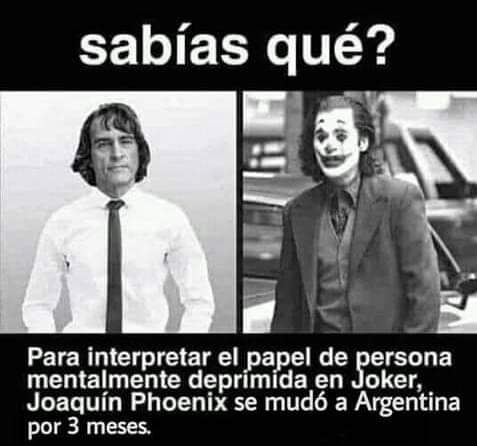 sabías qué?
Para interpretar el papel de persona
mentalmente deprimida en Joker,
Joaquín Phoenix se mudó a Argentina
por 3 meses.